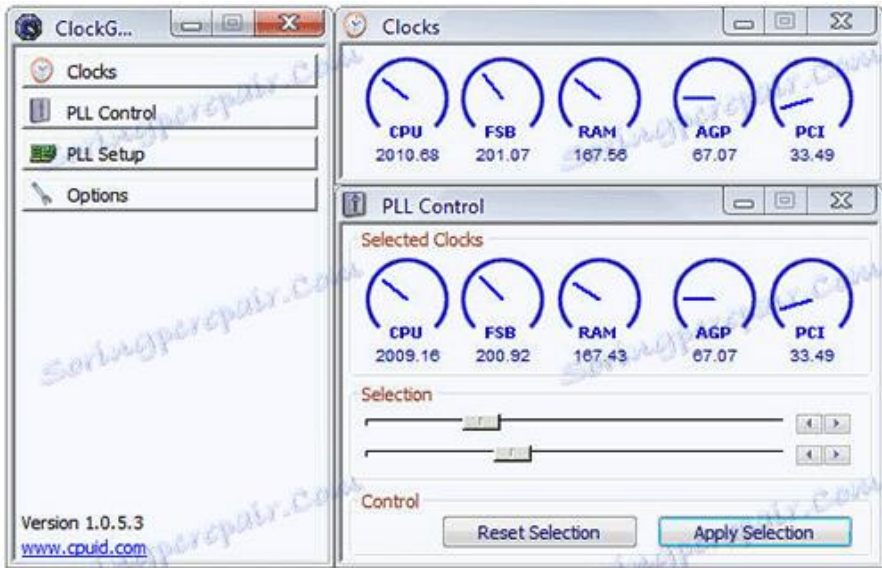 ClockG...
Clocks
PLL Control
PLL Setup
Options
Version 1.0.5.3
www.cpuid.com
Clocks
CPU FSB RAM AGP PCI
2010.68 201.07 167.56 67.07 33.49
PLL Control
Selected Clocks
CPU FSB RAM AGP PCI
2009.16 200.92 167.43 67.07 33.49
Selection
Control
Reset Selection Apply Selection